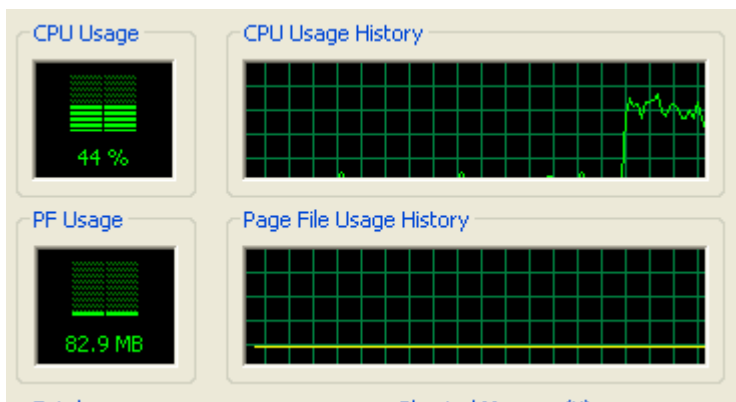 CPU Usage
CPU Usage History
44 %
PF Usage
Page File Usage History
82.9 MB